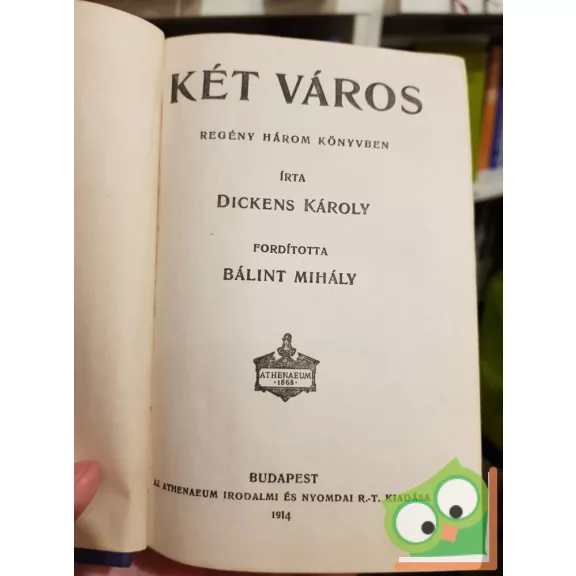 KÉT VÁROS
REGÉNY HÁROM KÖNYVBEN
ÍRTA
DICKENS KÁROLY
FORDÍTOTTA
BÁLINT MIHÁLY
ATHENAEUM
·1868·
BUDAPEST
AZ ATHENAEUM IRODALMI ÉS NYOMDAI R.-T. KIADÁSA
1914